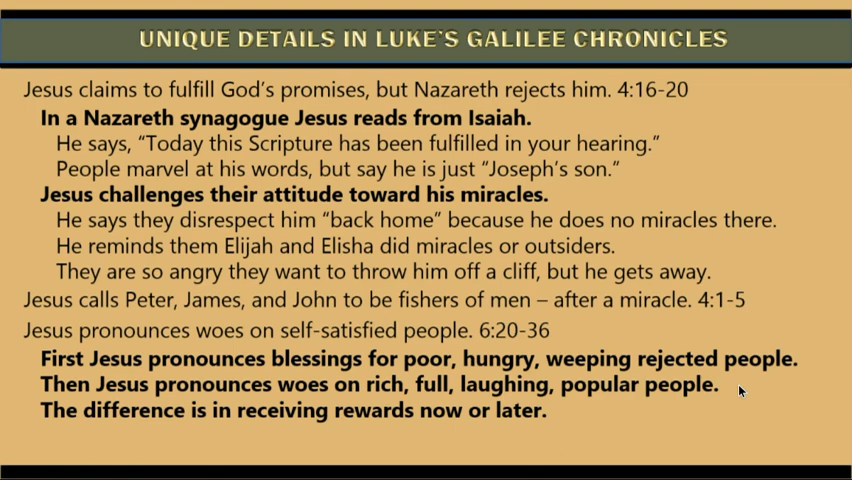 UNIQUE DETAILS IN LUKE'S GALILEE CHRONICLES
Jesus claims to fulfill God's promises, but Nazareth rejects him. 4:16-20
In a Nazareth synagogue Jesus reads from Isaiah.
He says, “Today this Scripture has been fulfilled in your hearing.”
People marvel at his words, but say he is just “Joseph's son.”
Jesus challenges their attitude toward his miracles.
He says they disrespect him “back home” because he does no miracles there.
He reminds them Elijah and Elisha did miracles or outsiders.
They are so angry they want to throw him off a cliff, but he gets away.
Jesus calls Peter, James, and John to be fishers of men – after a miracle. 4:1-5
Jesus pronounces woes on self-satisfied people. 6:20-36
First Jesus pronounces blessings for poor, hungry, weeping rejected people.
Then Jesus pronounces woes on rich, full, laughing, popular people.
The difference is in receiving rewards now or later.